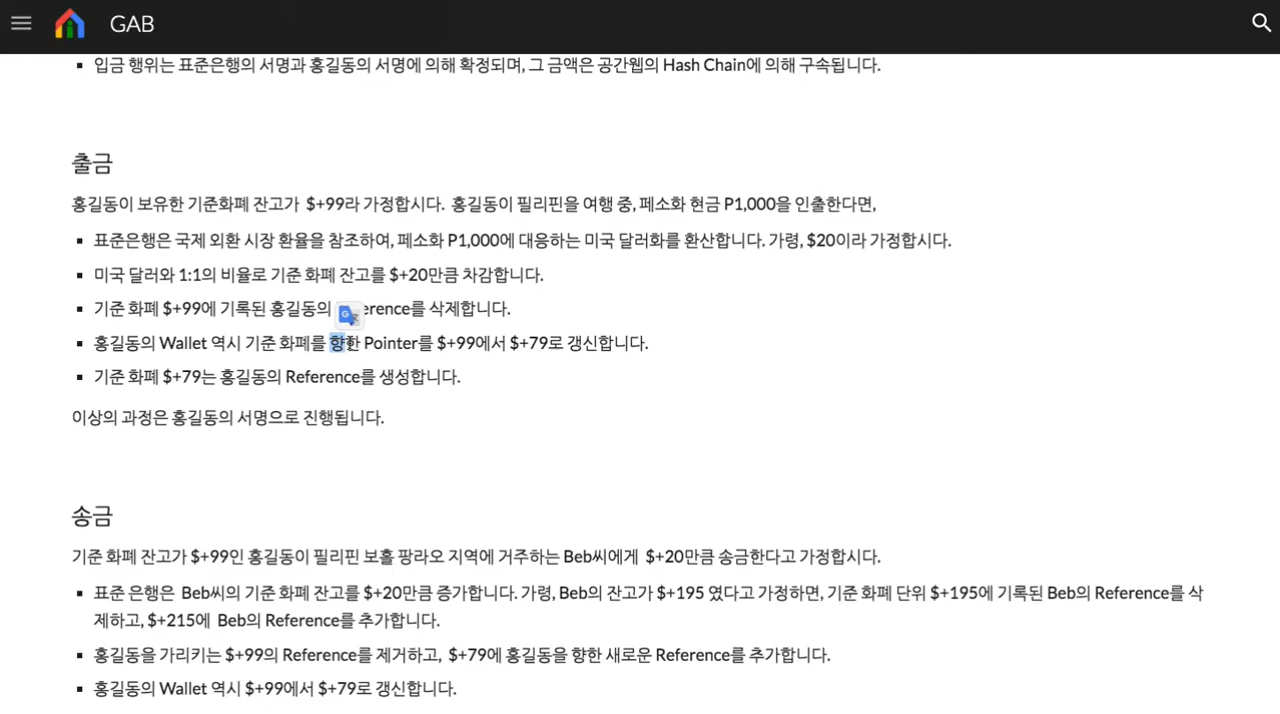 GAB
입금 행위는 표준은행의 서명과 홍길동의 서명에 의해 확정되며, 그 금액은 공간웹의 Hash Chain에 의해 구속됩니다.
출금
홍길동이 보유한 기준화폐 잔고가 $+99라 가정합시다. 홍길동이 필리핀을 여행 중, 페소화 현금 P1,000을 인출한다면,
표준은행은 국제 외환 시장 환율을 참조하여, 페소화 P1,000에 대응하는 미국 달러화를 환산합니다. 가령, $20이라 가정합시다.
미국 달러와 1:1의 비율로 기준 화폐 잔고를 $+20만큼 차감합니다.
기준 화폐 $+99에 기록된 홍길동의 erence를 삭제합니다.
홍길동의 Wallet 역시 기준 화폐를 향한 Pointer를 $+99에서 $+79로 갱신합니다.
기준 화폐 $+79는 홍길동의 Reference를 생성합니다.
이상의 과정은 홍길동의 서명으로 진행됩니다.
송금
기준 화폐 잔고가 $+99인 홍길동이 필리핀 보홀 팡라오 지역에 거주하는 Beb씨에게 $+20만큼 송금한다고 가정합시다.
표준 은행은 Beb씨의 기준 화폐 잔고를 $+20만큼 증가합니다. 가령, Beb의 잔고가 $+195 였다고 가정하면, 기준 화폐 단위 $+195에 기록된 Beb의 Reference를 삭
제하고, $+215에 Beb의 Reference를 추가합니다.
홍길동을 가리키는 $+99의 Reference를 제거하고, $+79에 홍길동을 향한 새로운 Reference를 추가합니다.
홍길동의 Wallet 역시 $+99에서 $+79로 갱신합니다.